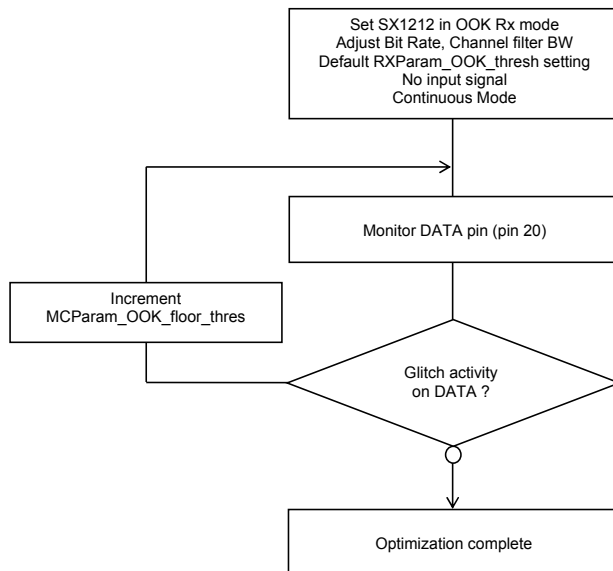 Set SX1212 in OOK Rx mode
Adjust Bit Rate, Channel filter BW
Default RXParam_OOK_thresh setting
No input signal
Continuous Mode
Monitor DATA pin (pin 20)
Increment
MCParam_OOK_floor_thres
Glitch activity
on DATA ?
Optimization complete